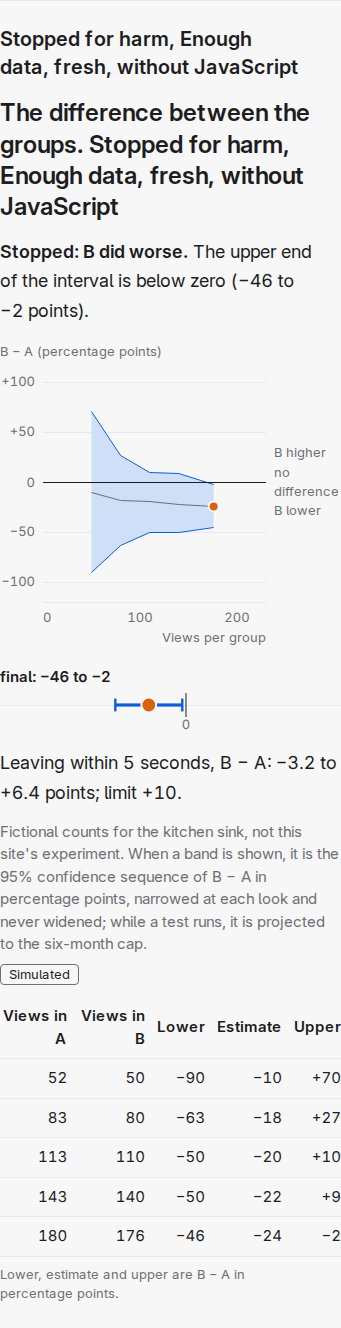 Stopped for harm, Enough
data, fresh, without JavaScript
The difference between the
groups. Stopped for harm,
Enough data, fresh, without
JavaScript
Stopped: B did worse. The upper end
of the interval is below zero (−46 to
−2 points).
B − A (percentage points)
+100
+50
0
−50
−100
B higher
no
difference
B lower
0 100 200
Views per group
final: −46 to −2
0
Leaving within 5 seconds, B − A: −3.2 to
+6.4 points; limit +10.
Fictional counts for the kitchen sink, not this
site's experiment. When a band is shown, it is the
95% confidence sequence of B − A in
percentage points, narrowed at each look and
never widened; while a test runs, it is projected
to the six-month cap.
Simulated
Views in A Views in B Lower Estimate Upper
52 50 −90 −10 +70
83 80 −63 −18 +27
113 110 −50 −20 +10
143 140 −50 −22 +9
180 176 −46 −24 −2
Lower, estimate and upper are B − A in
percentage points.